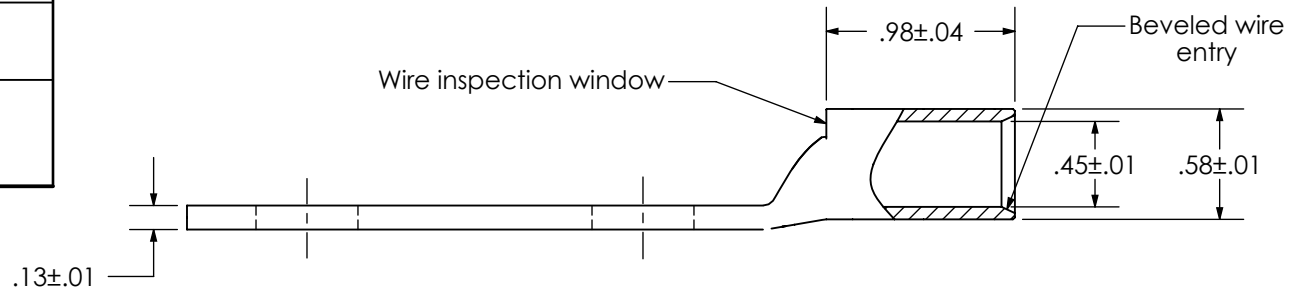 .98±.04
Beveled wire
entry
Wire inspection window
.45±.01
.58±.01
.13±.01